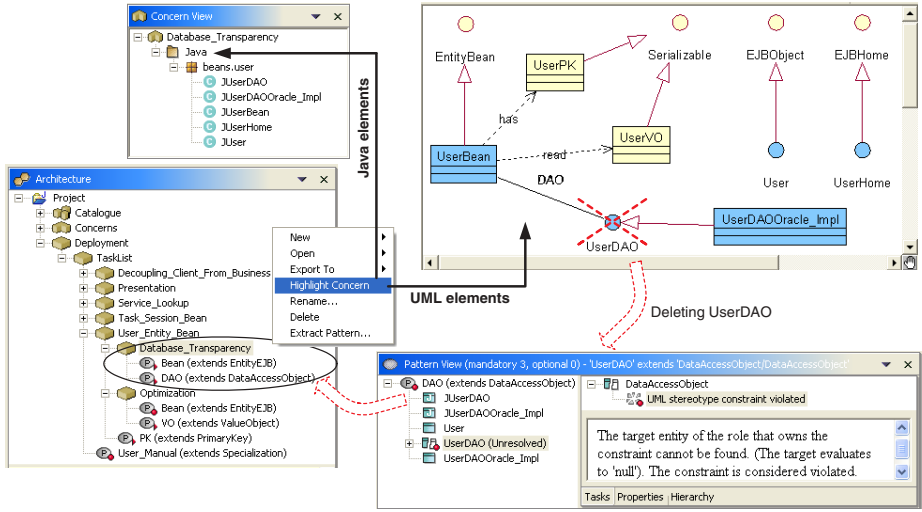 Concern View
Database_Transparency
Java
beans.user
JUserDAO
JUserDAOOracle_Impl
JUserBean
JUserHome
JUser
Java elements
EntityBean
Serializable
EJBObject
EJBHome
UserPK
has
UserVO
UserBean
read
DAO
User
UserHome
UserDAO
UserDAOOracle_Impl
Architecture
Project
Catalogue
Concerns
Deployment
TaskList
Decoupling_Client_From_Business
Presentation
Service_Lookup
Task_Session_Bean
User_Entity_Bean
Database_Transparency
Bean (extends EntityEJB)
DAO (extends DataAccessObject)
Optimization
Bean (extends EntityEJB)
VO (extends ValueObject)
PK (extends PrimaryKey)
User_Manual (extends Specialization)
New
Open
Export To
Highlight Concern
Rename...
Delete
Extract Pattern...
UML elements
Deleting UserDAO
Pattern View (mandatory 3, optional 0) - 'UserDAO' extends 'DataAccessObject/DataAccessObject'
DAO (extends DataAccessObject)
JUserDAO
JUserDAOOracle_Impl
User
UserDAO (Unresolved)
UserDAOOracle_Impl
DataAccessObject
UML stereotype constraint violated
The target entity of the role that owns the
constraint cannot be found. (The target evaluates
to 'null'). The constraint is considered violated.
Tasks Properties Hierarchy